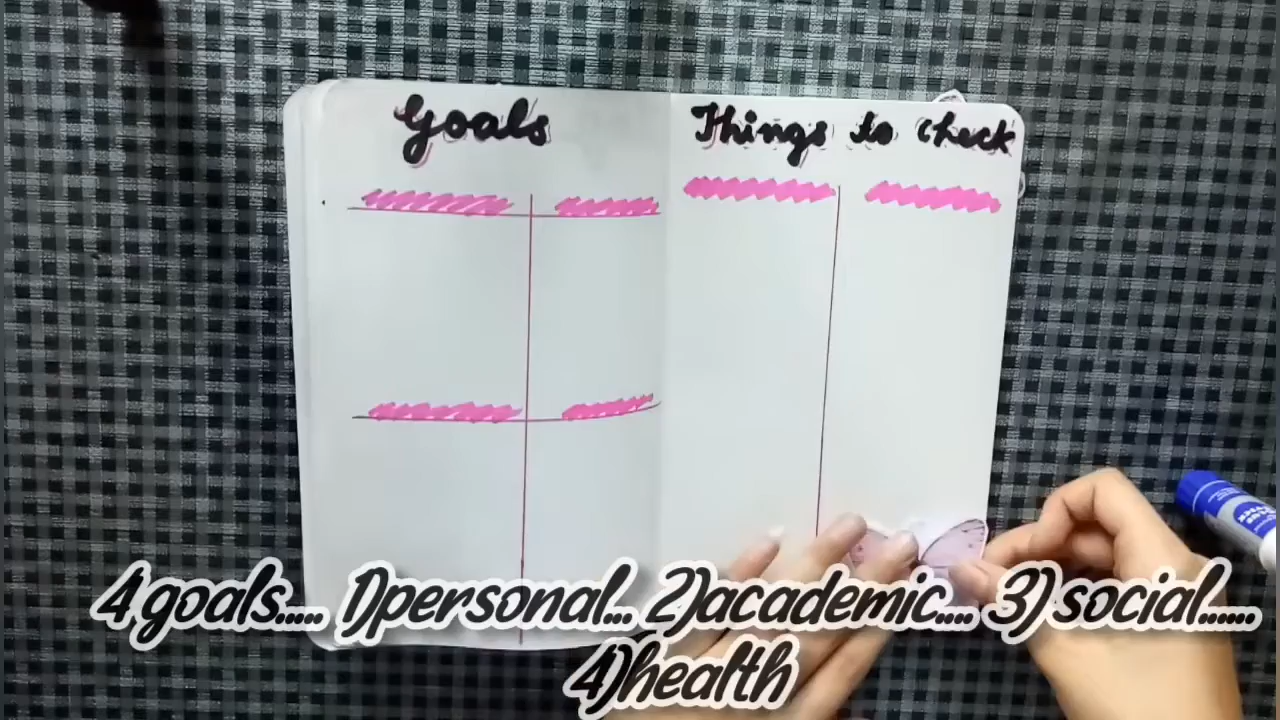 Goals
Things to check
4 goals..... 1)personal... 2)academic.... 3) social......
4)health